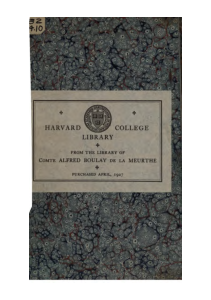 HARVARD COLLEGE
LIBRARY
FROM THE LIBRARY OF
COMTE ALFRED BOULAY DE LA MEURTHE
PURCHASED APRIL, 1927